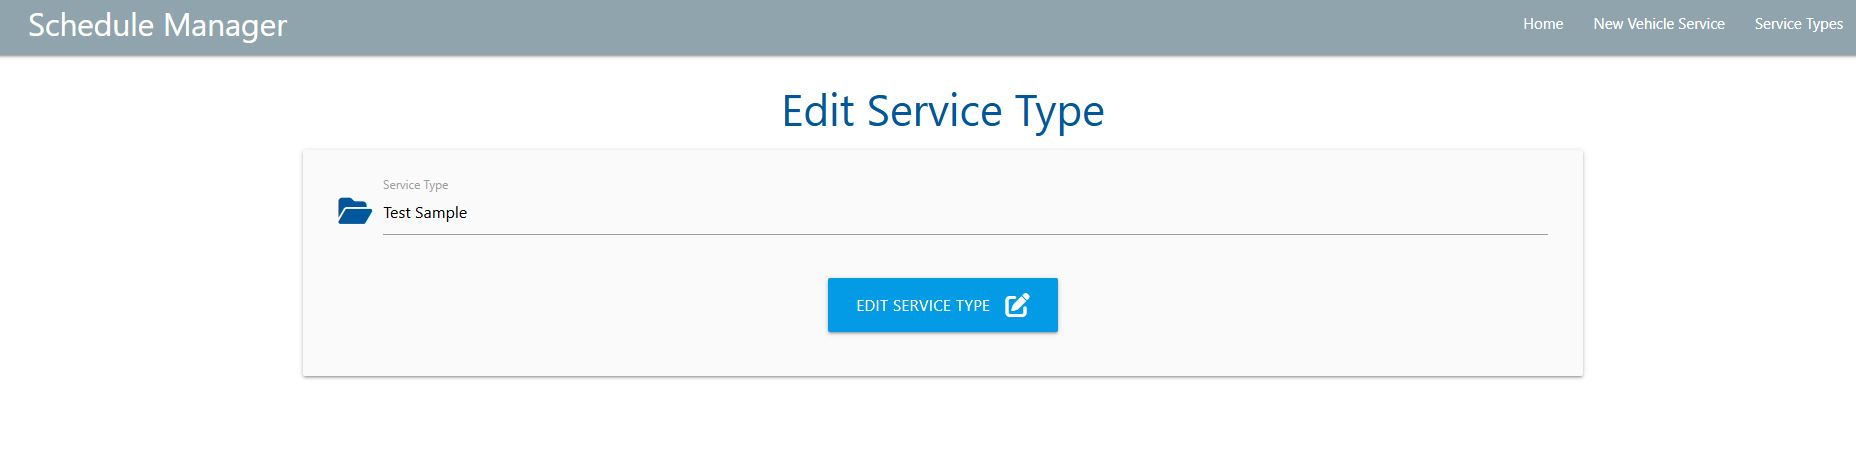 Schedule Manager
Home New Vehicle Service Service Types
Edit Service Type
Service Type
Test Sample
EDIT SERVICE TYPE